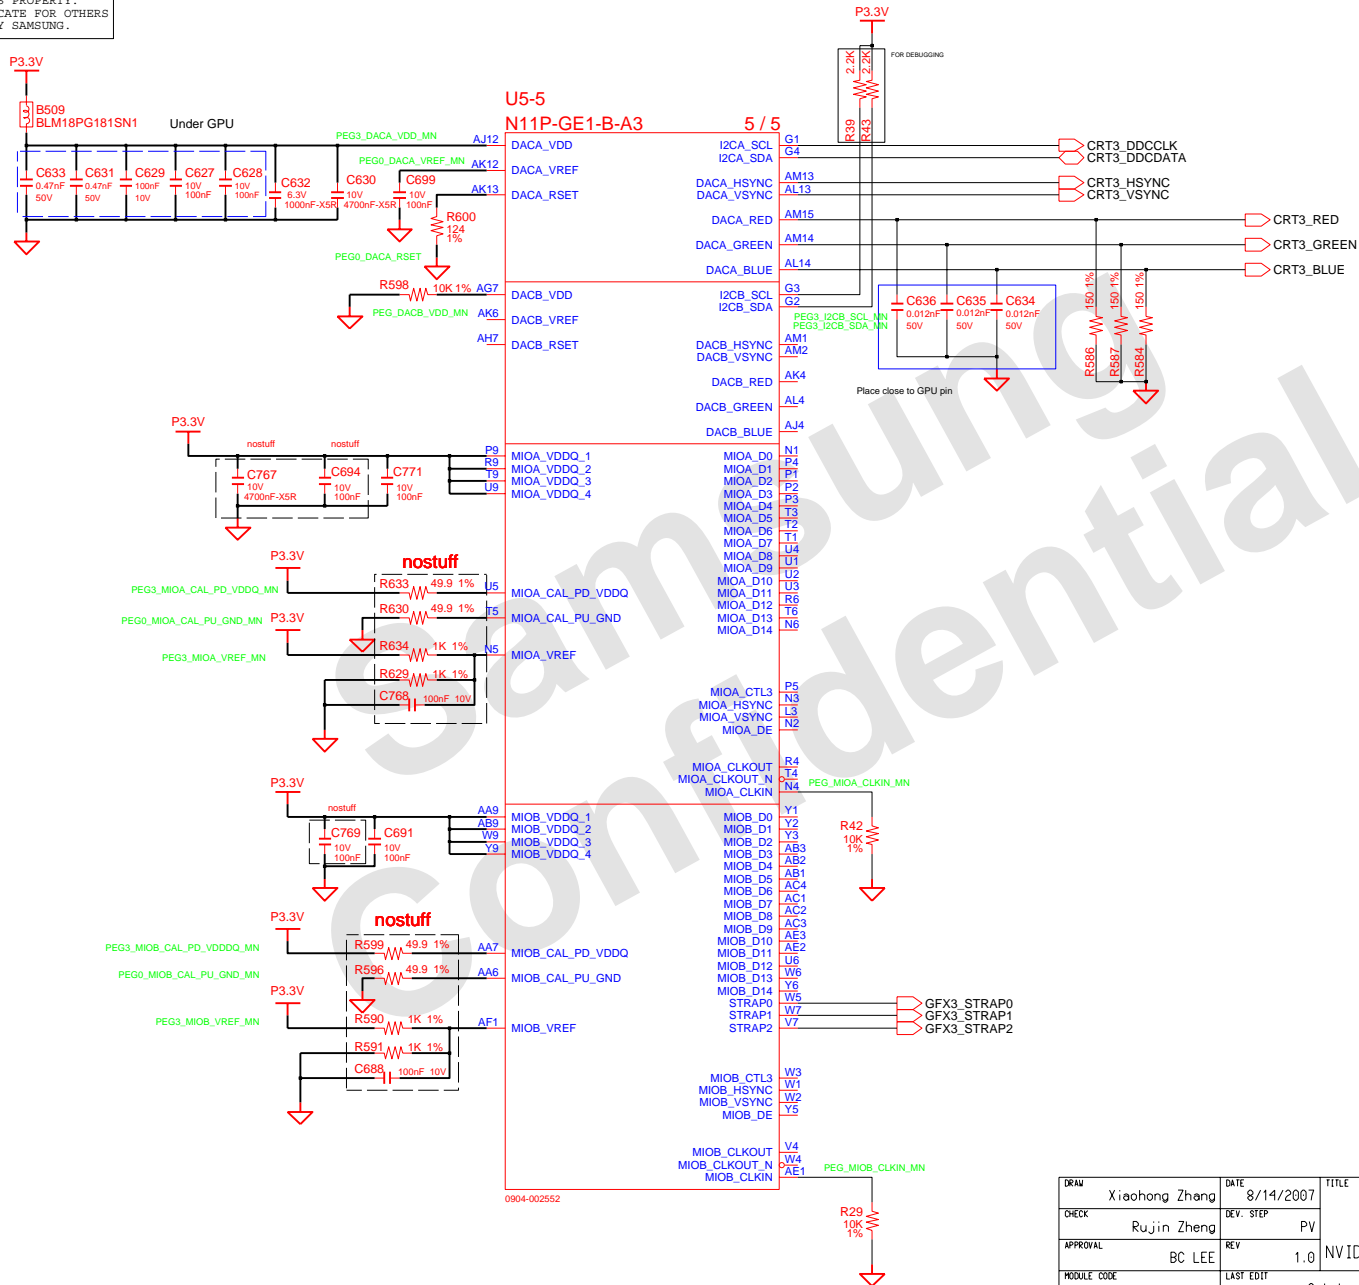 S PROPERTY.
CATE FOR OTHERS
Y SAMSUNG.
P3.3V
B509
BLM18PG181SN1
Under GPU
C633
0.47nF
50V
C631
0.47nF
50V
C629
100nF
10V
C627
10V
100nF
C628
10V
100nF
C632
6.3V
1000nF-X5R
C630
10V
4700nF-X5R
C699
10V
100nF
R600
124
1%
PEG3_DACA_VDD_MN
PEG0_DACA_VREF_MN
PEG0_DACA_RSET
R598
10K 1%
PEG_DACB_VDD_MN
U5-5
N11P-GE1-B-A3
5 / 5
AJ12 DACA_VDD
AK12 DACA_VREF
AK13 DACA_RSET
AG7 DACB_VDD
AK6 DACB_VREF
AH7 DACB_RSET
I2CA_SCL G1
I2CA_SDA G4
DACA_HSYNC AM13
DACA_VSYNC AL13
DACA_RED AM15
DACA_GREEN AM14
DACA_BLUE AL14
I2CB_SCL G3
I2CB_SDA G2
DACB_HSYNC AM1
DACB_VSYNC AM2
DACB_RED AK4
DACB_GREEN AL4
DACB_BLUE AJ4
P3.3V
FOR DEBUGGING
R39 2.2K
R43 2.2K
CRT3_DDCCLK
CRT3_DDCDATA
CRT3_HSYNC
CRT3_VSYNC
CRT3_RED
CRT3_GREEN
CRT3_BLUE
PEG3_I2CB_SCL_MN
PEG3_I2CB_SDA_MN
C636
0.012nF
50V
C635
0.012nF
50V
C634
0.012nF
50V
Place close to GPU pin
R586 150 1%
R587 150 1%
R584 150 1%
P3.3V
nostuff
nostuff
C767
10V
4700nF-X5R
C694
10V
100nF
C771
10V
100nF
P9 MIOA_VDDQ_1
R9 MIOA_VDDQ_2
T9 MIOA_VDDQ_3
U9 MIOA_VDDQ_4
MIOA_D0 N1
MIOA_D1 P4
MIOA_D2 P1
MIOA_D3 P2
MIOA_D4 P3
MIOA_D5 T3
MIOA_D6 T2
MIOA_D7 T1
MIOA_D8 U4
MIOA_D9 U1
MIOA_D10 U2
MIOA_D11 U3
MIOA_D12 R6
MIOA_D13 T6
MIOA_D14 N6
P3.3V
nostuff
PEG3_MIOA_CAL_PD_VDDQ_MN
R633 49.9 1%
U5 MIOA_CAL_PD_VDDQ
PEG0_MIOA_CAL_PU_GND_MN
P3.3V
R630 49.9 1%
T5 MIOA_CAL_PU_GND
PEG3_MIOA_VREF_MN
R634 1K 1%
N5 MIOA_VREF
R629 1K 1%
C768 100nF 10V
MIOA_CTL3 P5
MIOA_HSYNC N3
MIOA_VSYNC L3
MIOA_DE N2
MIOA_CLKOUT R4
MIOA_CLKOUT_N T4
MIOA_CLKIN N4
PEG_MIOA_CLKIN_MN
R42
10K
1%
P3.3V
nostuff
C769
10V
100nF
C691
10V
100nF
AA9 MIOB_VDDQ_1
AB9 MIOB_VDDQ_2
W9 MIOB_VDDQ_3
Y9 MIOB_VDDQ_4
MIOB_D0 Y1
MIOB_D1 Y2
MIOB_D2 Y3
MIOB_D3 AB3
MIOB_D4 AB2
MIOB_D5 AB1
MIOB_D6 AC4
MIOB_D7 AC1
MIOB_D8 AC2
MIOB_D9 AC3
MIOB_D10 AE3
MIOB_D11 AE2
MIOB_D12 U6
MIOB_D13 W6
MIOB_D14 Y6
STRAP0 W5
STRAP1 W7
STRAP2 V7
GFX3_STRAP0
GFX3_STRAP1
GFX3_STRAP2
P3.3V
nostuff
PEG3_MIOB_CAL_PD_VDDDQ_MN
R599 49.9 1%
AA7 MIOB_CAL_PD_VDDQ
PEG0_MIOB_CAL_PU_GND_MN
R596 49.9 1%
AA6 MIOB_CAL_PU_GND
P3.3V
PEG3_MIOB_VREF_MN
R590 1K 1%
AF1 MIOB_VREF
R591 1K 1%
C688 100nF 10V
MIOB_CTL3 W3
MIOB_HSYNC W1
MIOB_VSYNC W2
MIOB_DE Y5
MIOB_CLKOUT V4
MIOB_CLKOUT_N W4
MIOB_CLKIN AE1
PEG_MIOB_CLKIN_MN
R29
10K
1%
0904-002552
Samsung
Confidential
DRAW
Xiaohong Zhang
DATE
8/14/2007
TITLE
CHECK
Rujin Zheng
DEV. STEP
PV
APPROVAL
BC LEE
REV
1.0
NVID
MODULE CODE
LAST EDIT